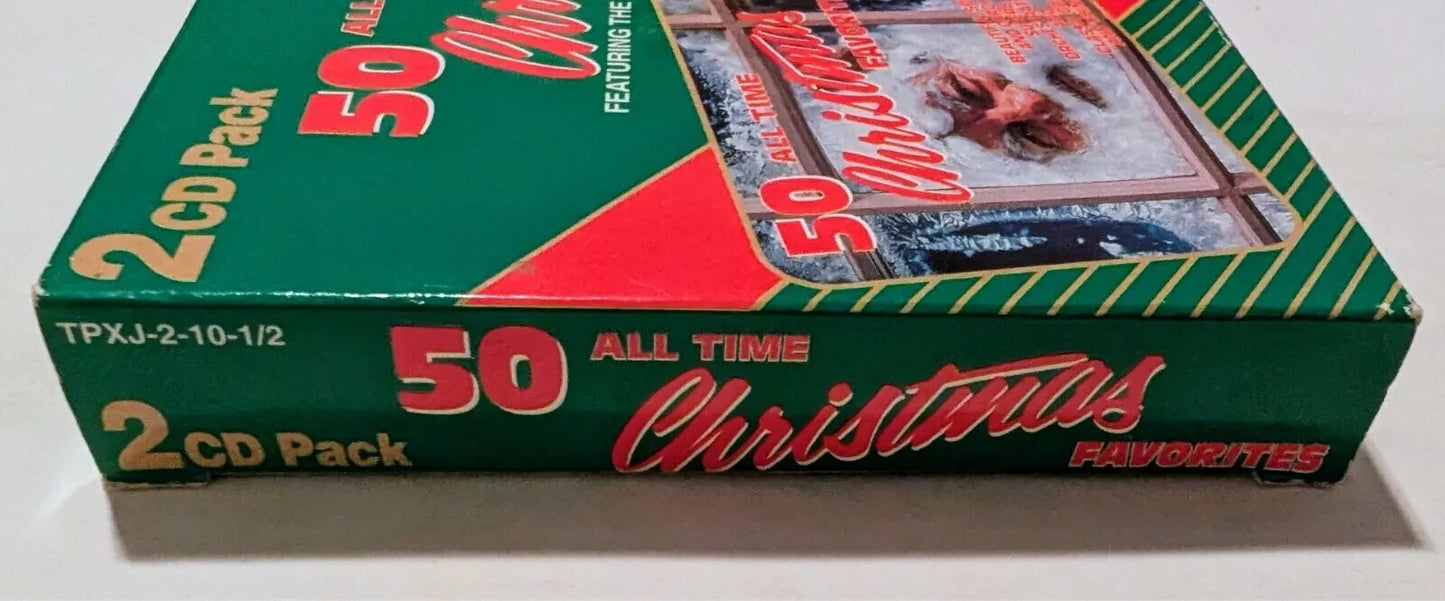 2 CD Pack
50 ALL
FEATURING THE
50 ALL TIME
Christmas
FAVORITES
TPXJ-2-10-1/2
50 ALL TIME
Christmas
FAVORITES
2 CD Pack